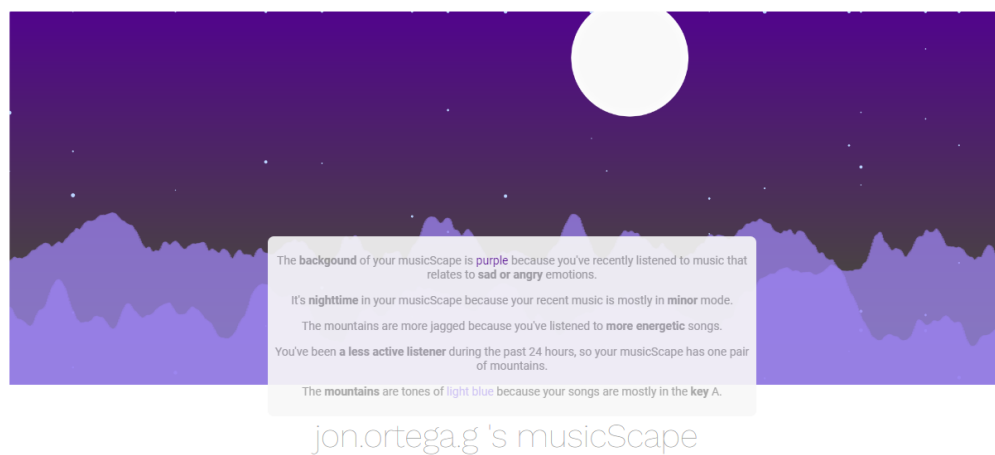 The backgound of your musicScape is purple because you've recently listened to music that
relates to sad or angry emotions.
It's nighttime in your musicScape because your recent music is mostly in minor mode.
The mountains are more jagged because you've listened to more energetic songs.
You've been a less active listener during the past 24 hours, so your musicScape has one pair
of mountains.
The mountains are tones of light blue because your songs are mostly in the key A.
jon.ortega.g 's musicScape